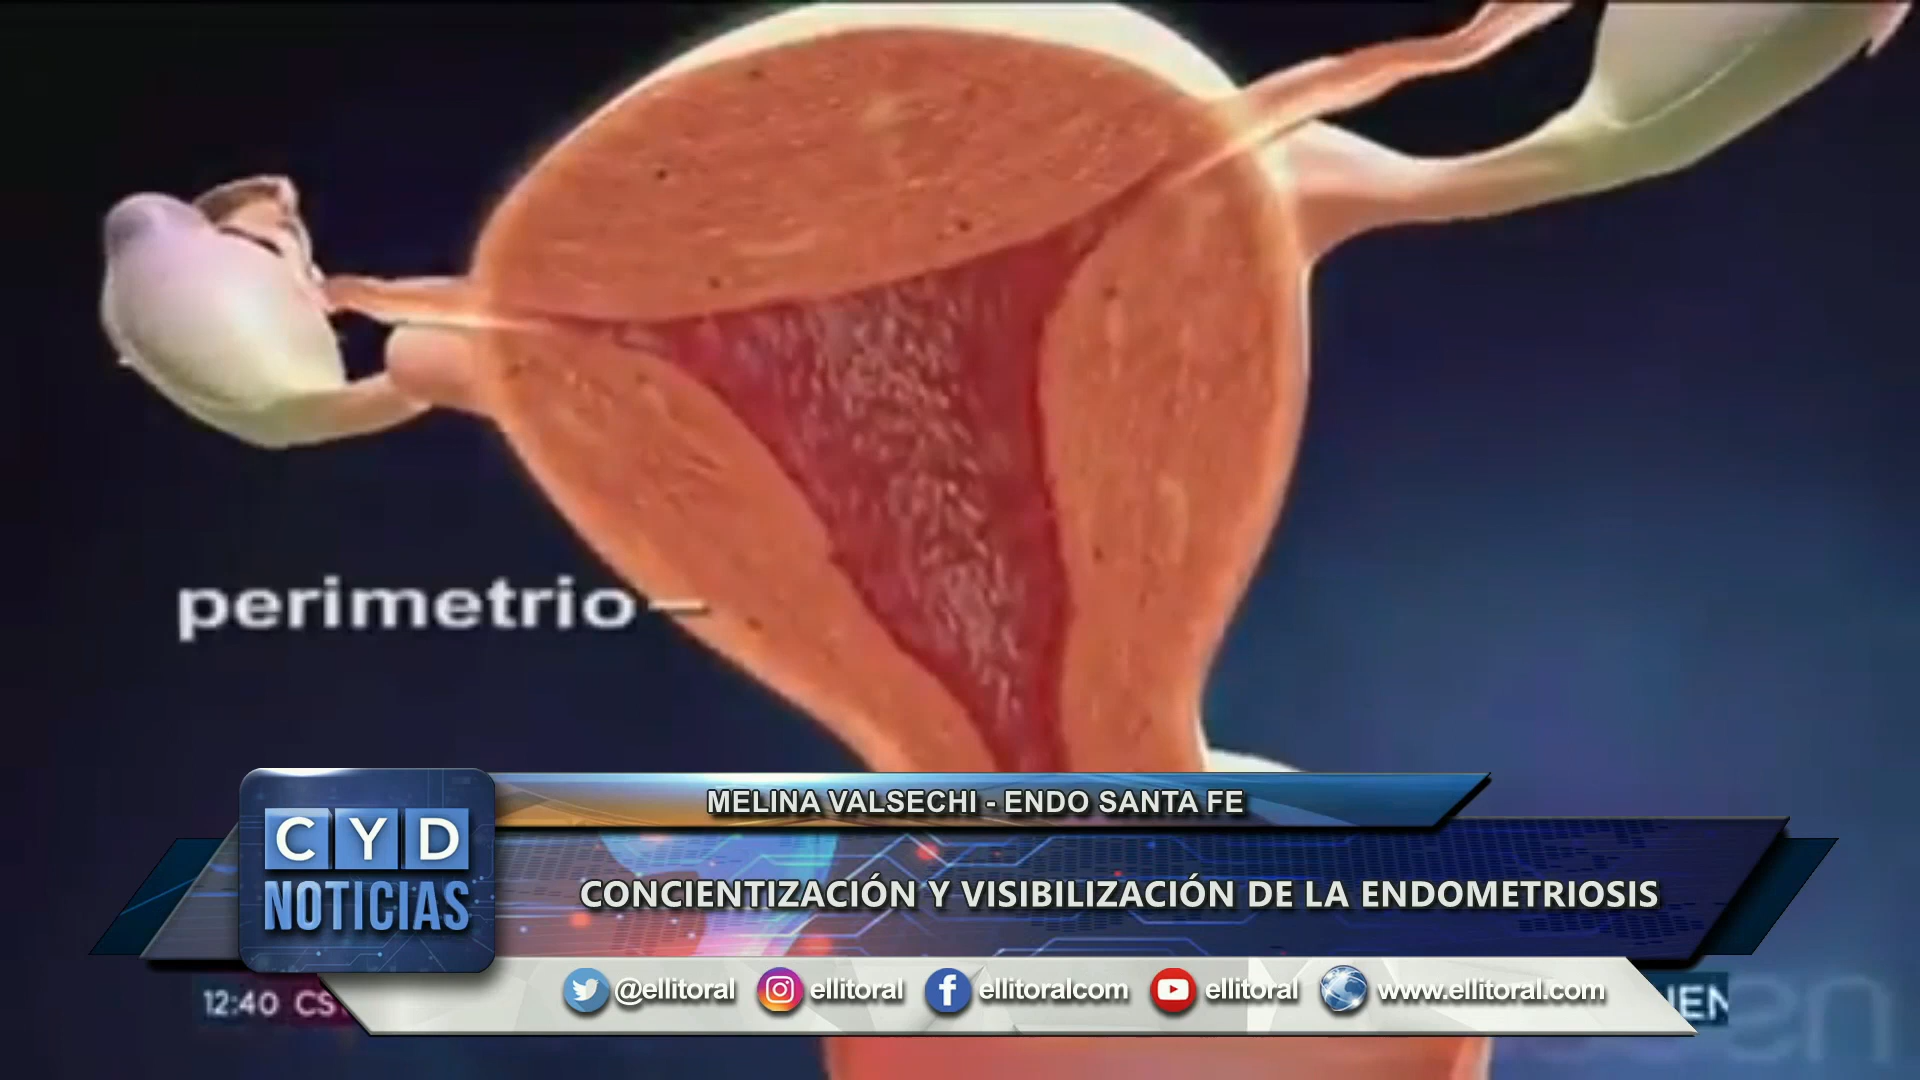 perimetrio
MELINA VALSECHI - ENDO SANTA FE
CYD
NOTICIAS
CONCIENTIZACIÓN Y VISIBILIZACIÓN DE LA ENDOMETRIOSIS
@ellitoral ellitoral ellitoralcom ellitoral www.ellitoral.com
12:40 CS